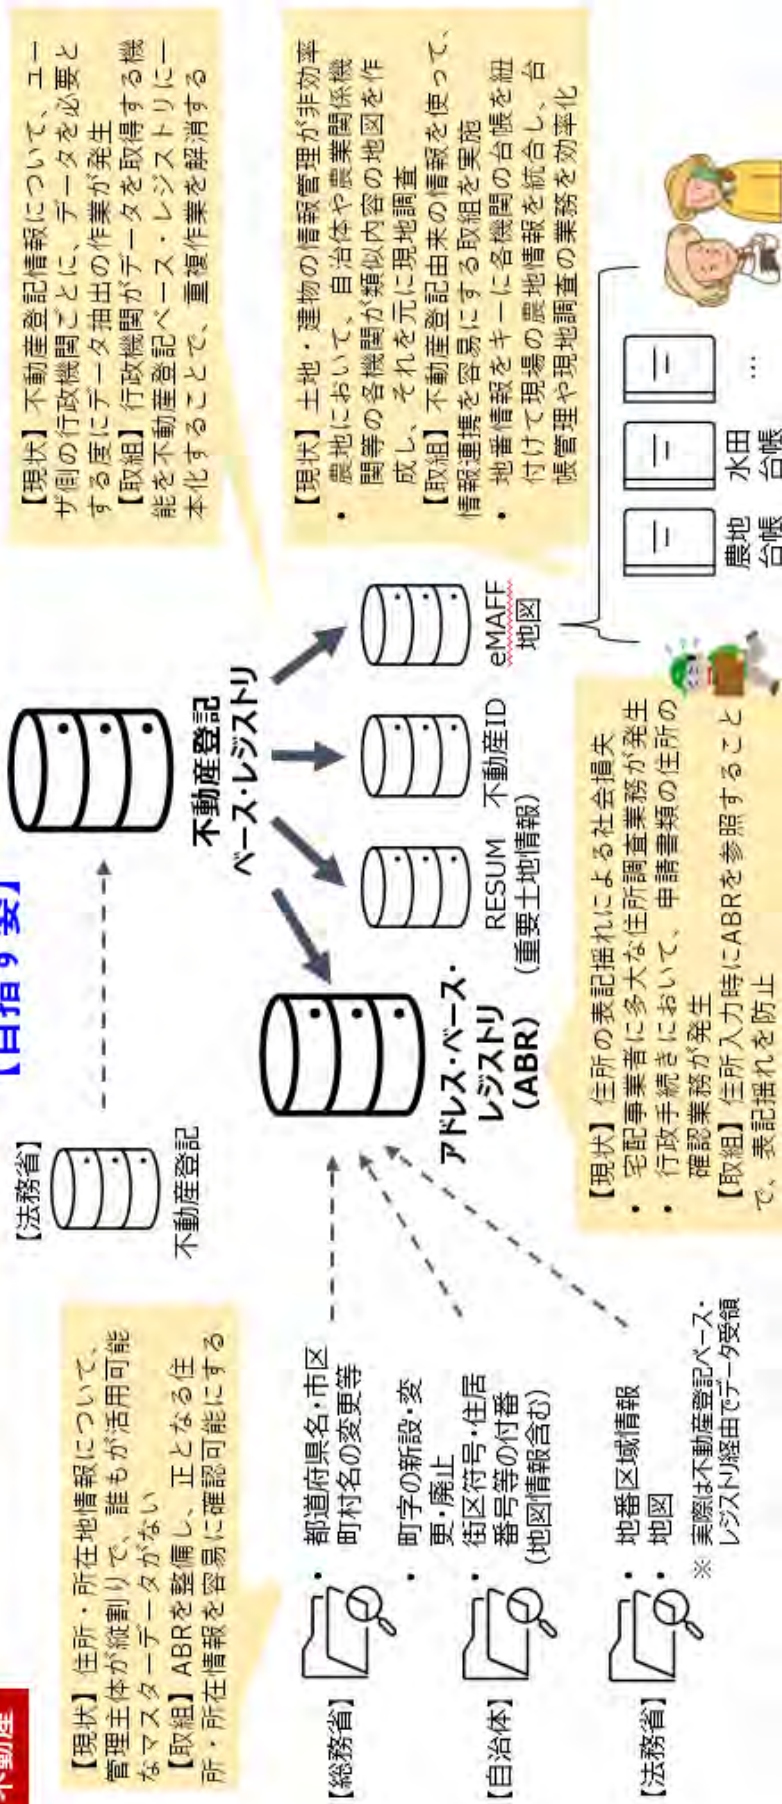 不動産
【目指す姿】
【現状】住所・所在地情報について、
管理主体が縦割りで、誰もが活用可能
なマスターデータがない
【取組】ABRを整備し、正となる住
所・所在情報を容易に確認可能にする
【法務省】
不動産登記
不動産登記
ベース・レジストリ
【現状】不動産登記情報について、ユー
ザ側の行政機関ごとに、データを必要と
する度にデータ抽出の作業が発生
【取組】行政機関がデータを取得する機
能を不動産登記ベース・レジストリに一
本化することで、重複作業を解消する
【総務省】
• 都道府県名・市区
町村名の変更等
【自治体】
• 町字の新設・変
更・廃止
• 街区符号・住居
番号等の付番
(地図情報含む)
【法務省】
• 地番区域情報
• 地図
※ 実際は不動産登記ベース・
レジストリ経由でデータ受領
アドレス・ベース・
レジストリ
(ABR)
RESUM
(重要土地情報)
不動産ID
eMAFF
地図
【現状】土地・建物の情報管理が非効率
• 農地において、自治体や農業関係機
関等の各機関が類似内容の地図を作
成し、それを元に現地調査
【取組】不動産登記由来の情報を使って、
情報連携を容易にする取組を実施
• 地番情報をキーに各機関の台帳を紐
付けて現場の農地情報を統合し、台
帳管理や現地調査の業務を効率化
【現状】住所の表記揺れによる社会損失
• 宅配事業者に多大な住所調査業務が発生
• 行政手続きにおいて、申請書類の住所の
確認業務が発生
【取組】住所入力時にABRを参照すること
で、表記揺れを防止
農地
台帳
水田
台帳
…